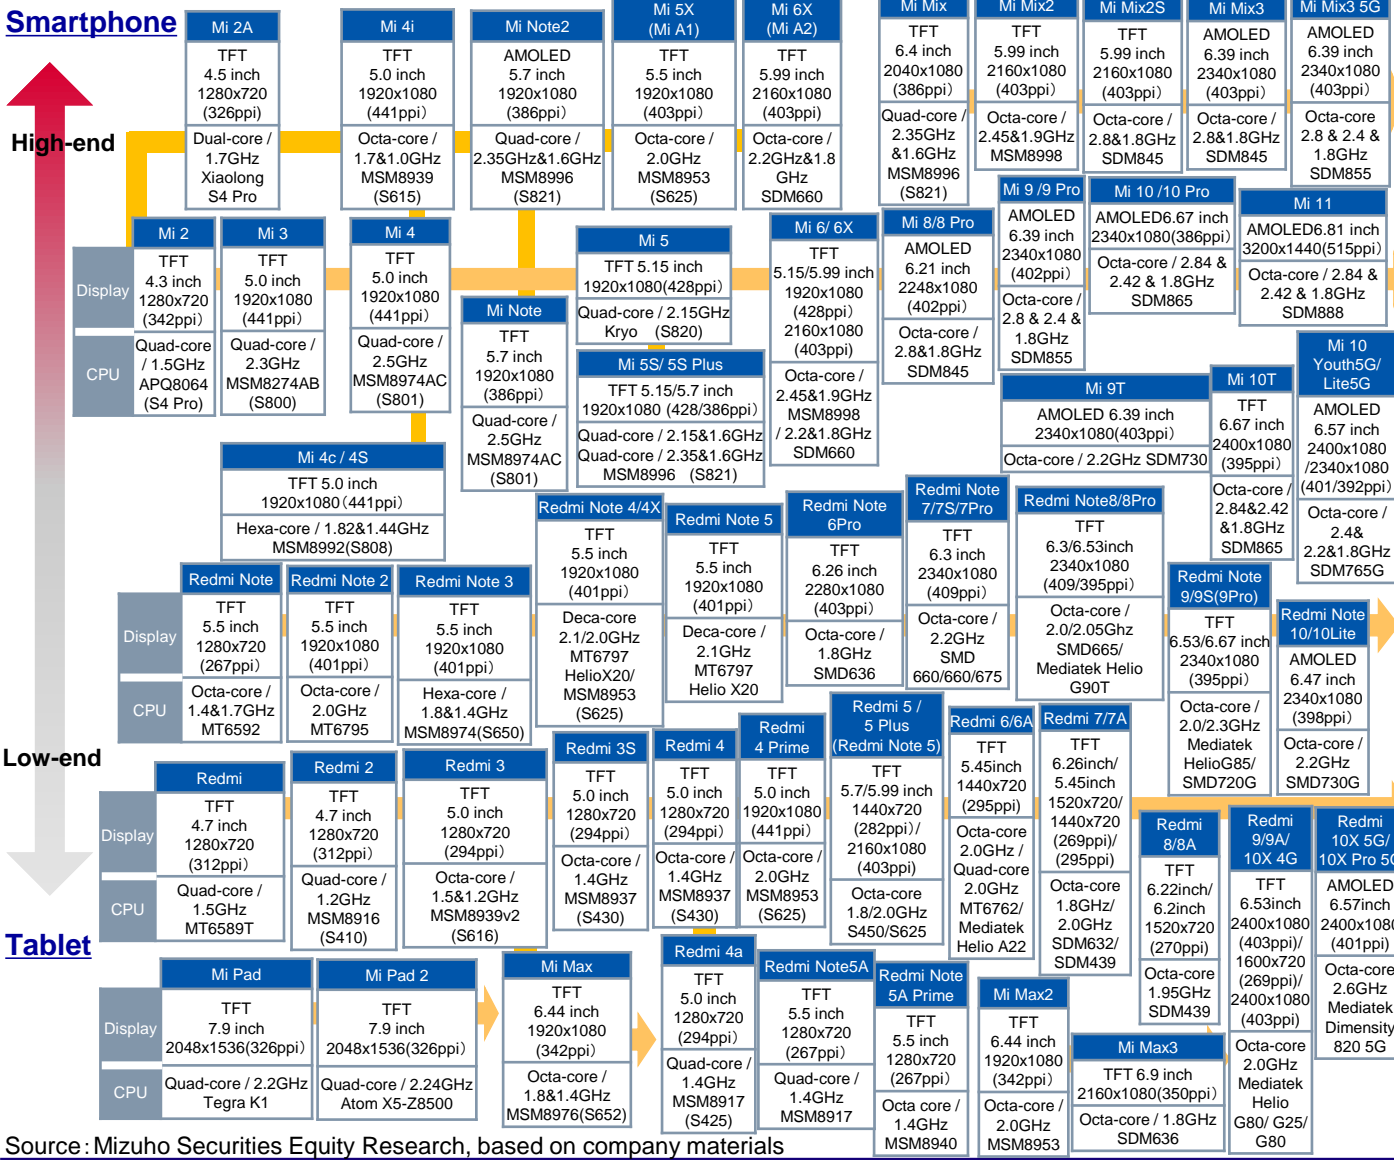 Smartphone
High-end
Low-end
Tablet
Mi 2A
TFT
4.5 inch
1280x720
(326ppi)
Dual-core /
1.7GHz
Xiaolong
S4 Pro
Mi 4i
TFT
5.0 inch
1920x1080
(441ppi)
Octa-core /
1.7&1.0GHz
MSM8939
(S615)
Mi Note2
AMOLED
5.7 inch
1920x1080
(386ppi)
Quad-core /
2.35GHz&1.6GHz
MSM8996
(S821)
Mi 5X
(Mi A1)
TFT
5.5 inch
1920x1080
(403ppi)
Octa-core /
2.0GHz
MSM8953
(S625)
Mi 6X
(Mi A2)
TFT
5.99 inch
2160x1080
(403ppi)
Octa-core /
2.2GHz&1.8
GHz
SDM660
Mi Mix
TFT
6.4 inch
2040x1080
(386ppi)
Quad-core /
2.35GHz
&1.6GHz
MSM8996
(S821)
Mi Mix2
TFT
5.99 inch
2160x1080
(403ppi)
Octa-core /
2.45&1.9GHz
MSM8998
Mi Mix2S
TFT
5.99 inch
2160x1080
(403ppi)
Octa-core /
2.8&1.8GHz
SDM845
Mi Mix3
AMOLED
6.39 inch
2340x1080
(403ppi)
Octa-core /
2.8&1.8GHz
SDM845
Mi Mix3 5G
AMOLED
6.39 inch
2340x1080
(403ppi)
Octa-core
2.8 & 2.4 &
1.8GHz
SDM855
Display
CPU
Mi 2
TFT
4.3 inch
1280x720
(342ppi)
Quad-core
/ 1.5GHz
APQ8064
(S4 Pro)
Mi 3
TFT
5.0 inch
1920x1080
(441ppi)
Quad-core /
2.3GHz
MSM8274AB
(S800)
Mi 4
TFT
5.0 inch
1920x1080
(441ppi)
Quad-core /
2.5GHz
MSM8974AC
(S801)
Mi Note
TFT
5.7 inch
1920x1080
(386ppi)
Quad-core /
2.5GHz
MSM8974AC
(S801)
Mi 5
TFT 5.15 inch
1920x1080(428ppi)
Quad-core / 2.15GHz
Kryo (S820)
Mi 5S/ 5S Plus
TFT 5.15/5.7 inch
1920x1080 (428/386ppi)
Quad-core / 2.15&1.6GHz
Quad-core / 2.35&1.6GHz
MSM8996 (S821)
Mi 6/ 6X
TFT
5.15/5.99 inch
1920x1080
(428ppi)
2160x1080
(403ppi)
Octa-core /
2.45&1.9GHz
MSM8998
/ 2.2&1.8GHz
SDM660
Mi 8/8 Pro
AMOLED
6.21 inch
2248x1080
(402ppi)
Octa-core /
2.8&1.8GHz
SDM845
Mi 9 /9 Pro
AMOLED
6.39 inch
2340x1080
(402ppi)
Octa-core /
2.8 & 2.4 &
1.8GHz
SDM855
Mi 10 /10 Pro
AMOLED6.67 inch
2340x1080(386ppi)
Octa-core / 2.84 &
2.42 & 1.8GHz
SDM865
Mi 11
AMOLED6.81 inch
3200x1440(515ppi)
Octa-core / 2.84 &
2.42 & 1.8GHz
SDM888
Mi 4c / 4S
TFT 5.0 inch
1920x1080（441ppi）
Hexa-core / 1.82&1.44GHz
MSM8992(S808)
Mi 9T
AMOLED 6.39 inch
2340x1080(403ppi）
Octa-core / 2.2GHz SDM730
Mi 10T
TFT
6.67 inch
2400x1080
(395ppi)
Octa-core /
2.84&2.42
&1.8GHz
SDM865
Mi 10
Youth5G/
Lite5G
AMOLED
6.57 inch
2400x1080
/2340x1080
(401/392ppi)
Octa-core /
2.4&
2.2&1.8GHz
SDM765G
Display
CPU
Redmi Note
TFT
5.5 inch
1280x720
(267ppi)
Octa-core /
1.4&1.7GHz
MT6592
Redmi Note 2
TFT
5.5 inch
1920x1080
(401ppi)
Octa-core /
2.0GHz
MT6795
Redmi Note 3
TFT
5.5 inch
1920x1080
(401ppi)
Hexa-core /
1.8&1.4GHz
MSM8974(S650)
Redmi Note 4/4X
TFT
5.5 inch
1920x1080
(401ppi)
Deca-core
2.1/2.0GHz
MT6797
HelioX20/
MSM8953
(S625)
Redmi Note 5
TFT
5.5 inch
1920x1080
(401ppi)
Deca-core /
2.1GHz
MT6797
Helio X20
Redmi Note
6Pro
TFT
6.26 inch
2280x1080
(403ppi)
Octa-core /
1.8GHz
SMD636
Redmi Note
7/7S/7Pro
TFT
6.3 inch
2340x1080
(409ppi)
Octa-core /
2.2GHz
SMD
660/660/675
Redmi Note8/8Pro
TFT
6.3/6.53inch
2340x1080
(409/395ppi)
Octa-core /
2.0/2.05Ghz
SMD665/
Mediatek Helio
G90T
Redmi Note
9/9S(9Pro)
TFT
6.53/6.67 inch
2340x1080
(395ppi)
Octa-core /
2.0/2.3GHz
Mediatek
HelioG85/
SMD720G
Redmi Note
10/10Lite
AMOLED
6.47 inch
2340x1080
(398ppi)
Octa-core /
2.2GHz
SMD730G
Display
CPU
Redmi
TFT
4.7 inch
1280x720
(312ppi)
Quad-core /
1.5GHz
MT6589T
Redmi 2
TFT
4.7 inch
1280x720
(312ppi)
Quad-core /
1.2GHz
MSM8916
(S410)
Redmi 3
TFT
5.0 inch
1280x720
(294ppi)
Octa-core /
1.5&1.2GHz
MSM8939v2
(S616)
Redmi 3S
TFT
5.0 inch
1280x720
(294ppi)
Octa-core /
1.4GHz
MSM8937
(S430)
Redmi 4
TFT
5.0 inch
1280x720
(294ppi)
Octa-core /
1.4GHz
MSM8937
(S430)
Redmi
4 Prime
TFT
5.0 inch
1920x1080
(441ppi)
Octa-core /
2.0GHz
MSM8953
(S625)
Redmi 5 /
5 Plus
(Redmi Note 5)
TFT
5.7/5.99 inch
1440x720
(282ppi)/
2160x1080
(403ppi)
Octa-core
1.8/2.0GHz
S450/S625
Redmi 6/6A
TFT
5.45inch
1440x720
(295ppi)
Octa-core
2.0GHz /
Quad-core
2.0GHz
MT6762/
Mediatek
Helio A22
Redmi 7/7A
TFT
6.26inch/
5.45inch
1520x720/
1440x720
(269ppi)/
(295ppi)
Octa-core
1.8GHz/
2.0GHz
SDM632/
SDM439
Redmi
8/8A
TFT
6.22inch/
6.2inch
1520x720
(270ppi)
Octa-core
1.95GHz
SDM439
Redmi
9/9A/
10X 4G
TFT
6.53inch
2400x1080
(403ppi)/
1600x720
(269ppi)/
2400x1080
(403ppi)
Octa-core
2.0GHz
Mediatek
Helio
G80/ G25/
G80
Redmi
10X 5G/
10X Pro 5G
AMOLED
6.57inch
2400x1080
(401ppi)
Octa-core
2.6GHz
Mediatek
Dimensity
820 5G
Display
CPU
Mi Pad
TFT
7.9 inch
2048x1536(326ppi)
Quad-core / 2.2GHz
Tegra K1
Mi Pad 2
TFT
7.9 inch
2048x1536(326ppi)
Quad-core / 2.24GHz
Atom X5-Z8500
Mi Max
TFT
6.44 inch
1920x1080
(342ppi)
Octa-core /
1.8&1.4GHz
MSM8976(S652)
Redmi 4a
TFT
5.0 inch
1280x720
(294ppi)
Quad-core /
1.4GHz
MSM8917
(S425)
Redmi Note5A
TFT
5.5 inch
1280x720
(267ppi)
Quad-core /
1.4GHz
MSM8917
Redmi Note
5A Prime
TFT
5.5 inch
1280x720
(267ppi)
Octa core /
1.4GHz
MSM8940
Mi Max2
TFT
6.44 inch
1920x1080
(342ppi)
Octa-core /
2.0GHz
MSM8953
Mi Max3
TFT 6.9 inch
2160x1080(350ppi)
Octa-core / 1.8GHz
SDM636
Source：Mizuho Securities Equity Research, based on company materials